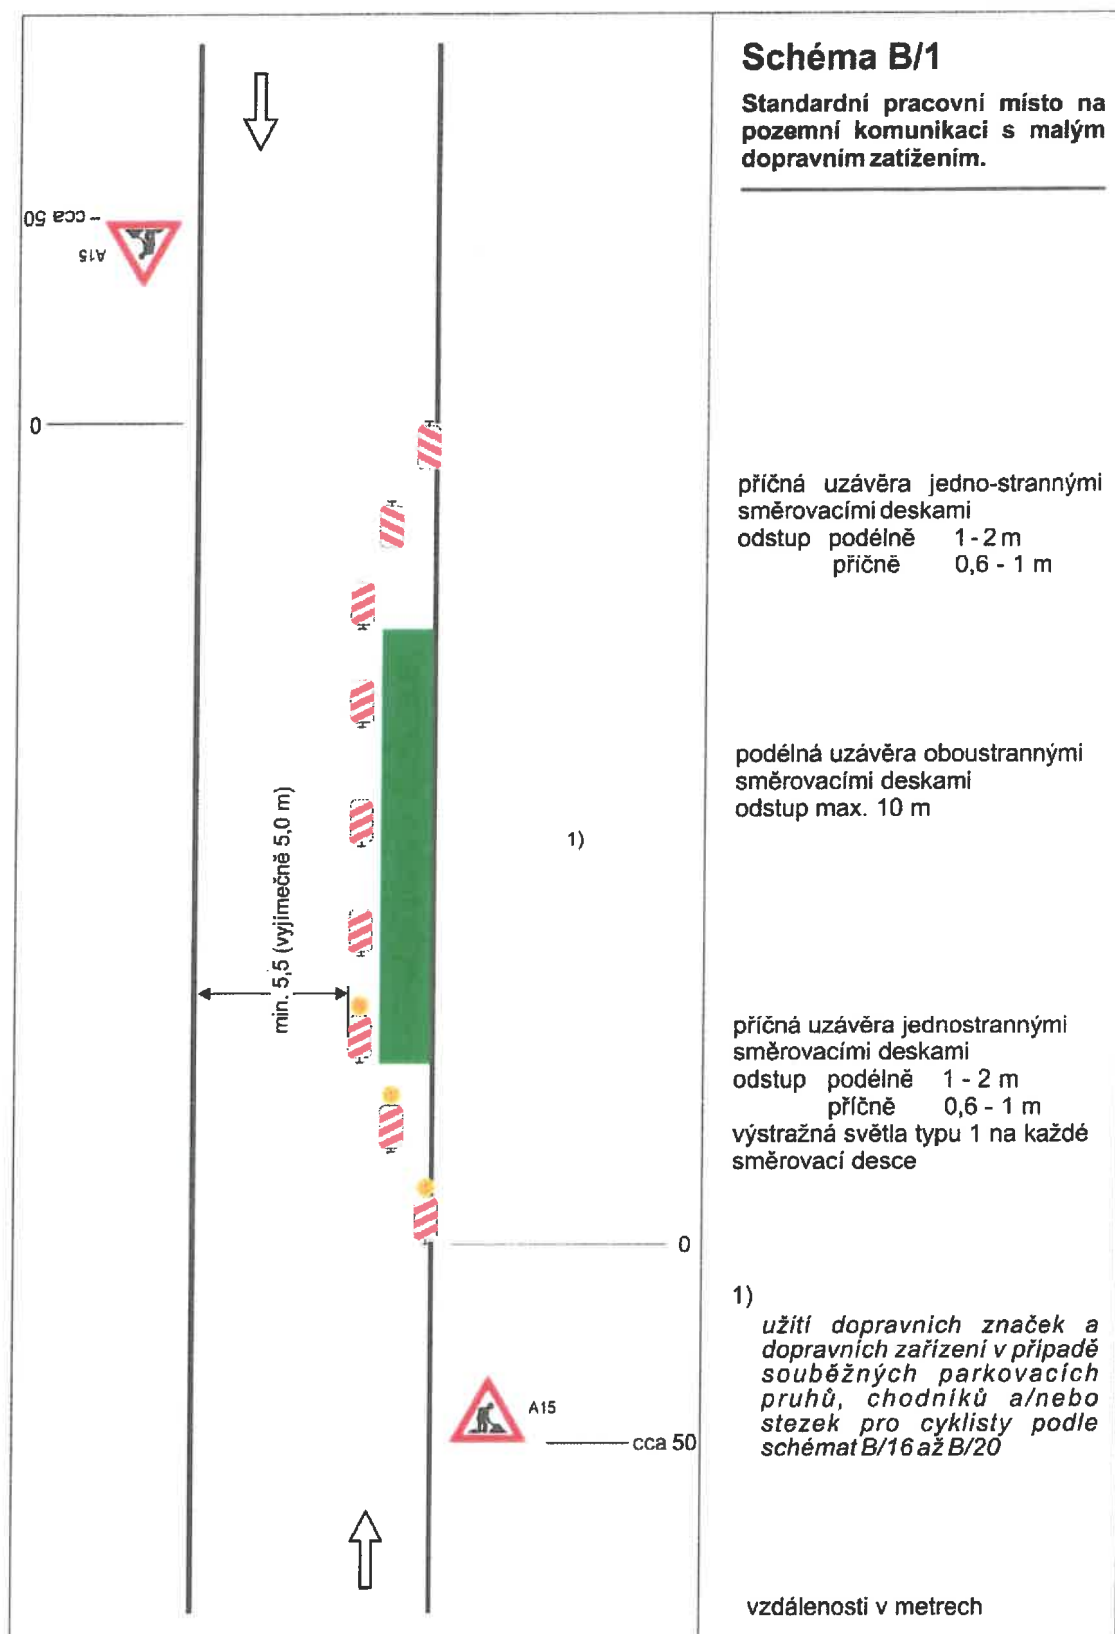 Schéma B/1
Standardní pracovní místo na
pozemní komunikaci s malým
dopravním zatížením.
cca 50
A15
0
příčná uzávěra jedno-strannými
směrovacími deskami
odstup podélně 1 - 2 m
příčně 0,6 - 1 m
podélná uzávěra oboustrannými
směrovacími deskami
odstup max. 10 m
min. 5,5 (vyjimečně 5,0 m)
1)
příčná uzávěra jednostrannými
směrovacími deskami
odstup podélně 1 - 2 m
příčně 0,6 - 1 m
výstražná světla typu 1 na každé
směrovací desce
0
1)
užití dopravnich značek a
dopravních zařízení v případě
souběžných parkovacích
pruhů, chodníků a/nebo
stezek pro cyklisty podle
schémat B/16 až B/20
A15
cca 50
vzdálenosti v metrech